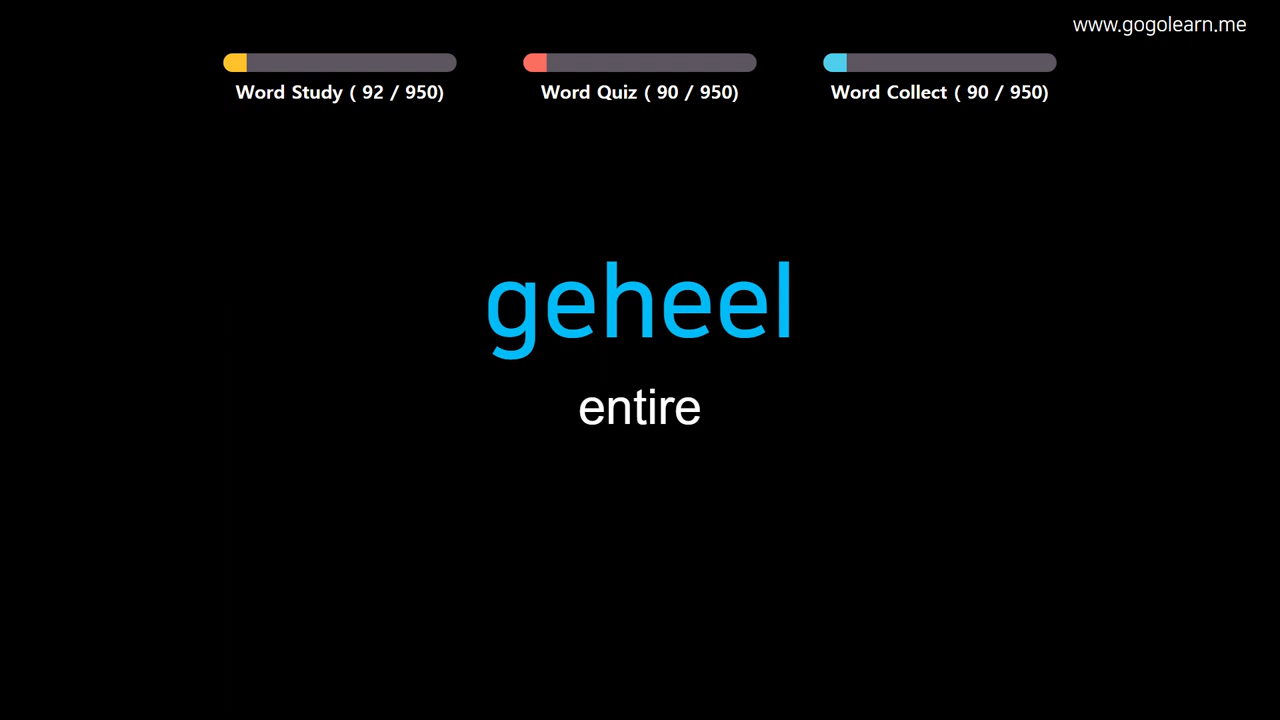 www.gogolearn.me
Word Study ( 92 / 950)
Word Quiz ( 90 / 950)
Word Collect ( 90 / 950)
geheel
entire